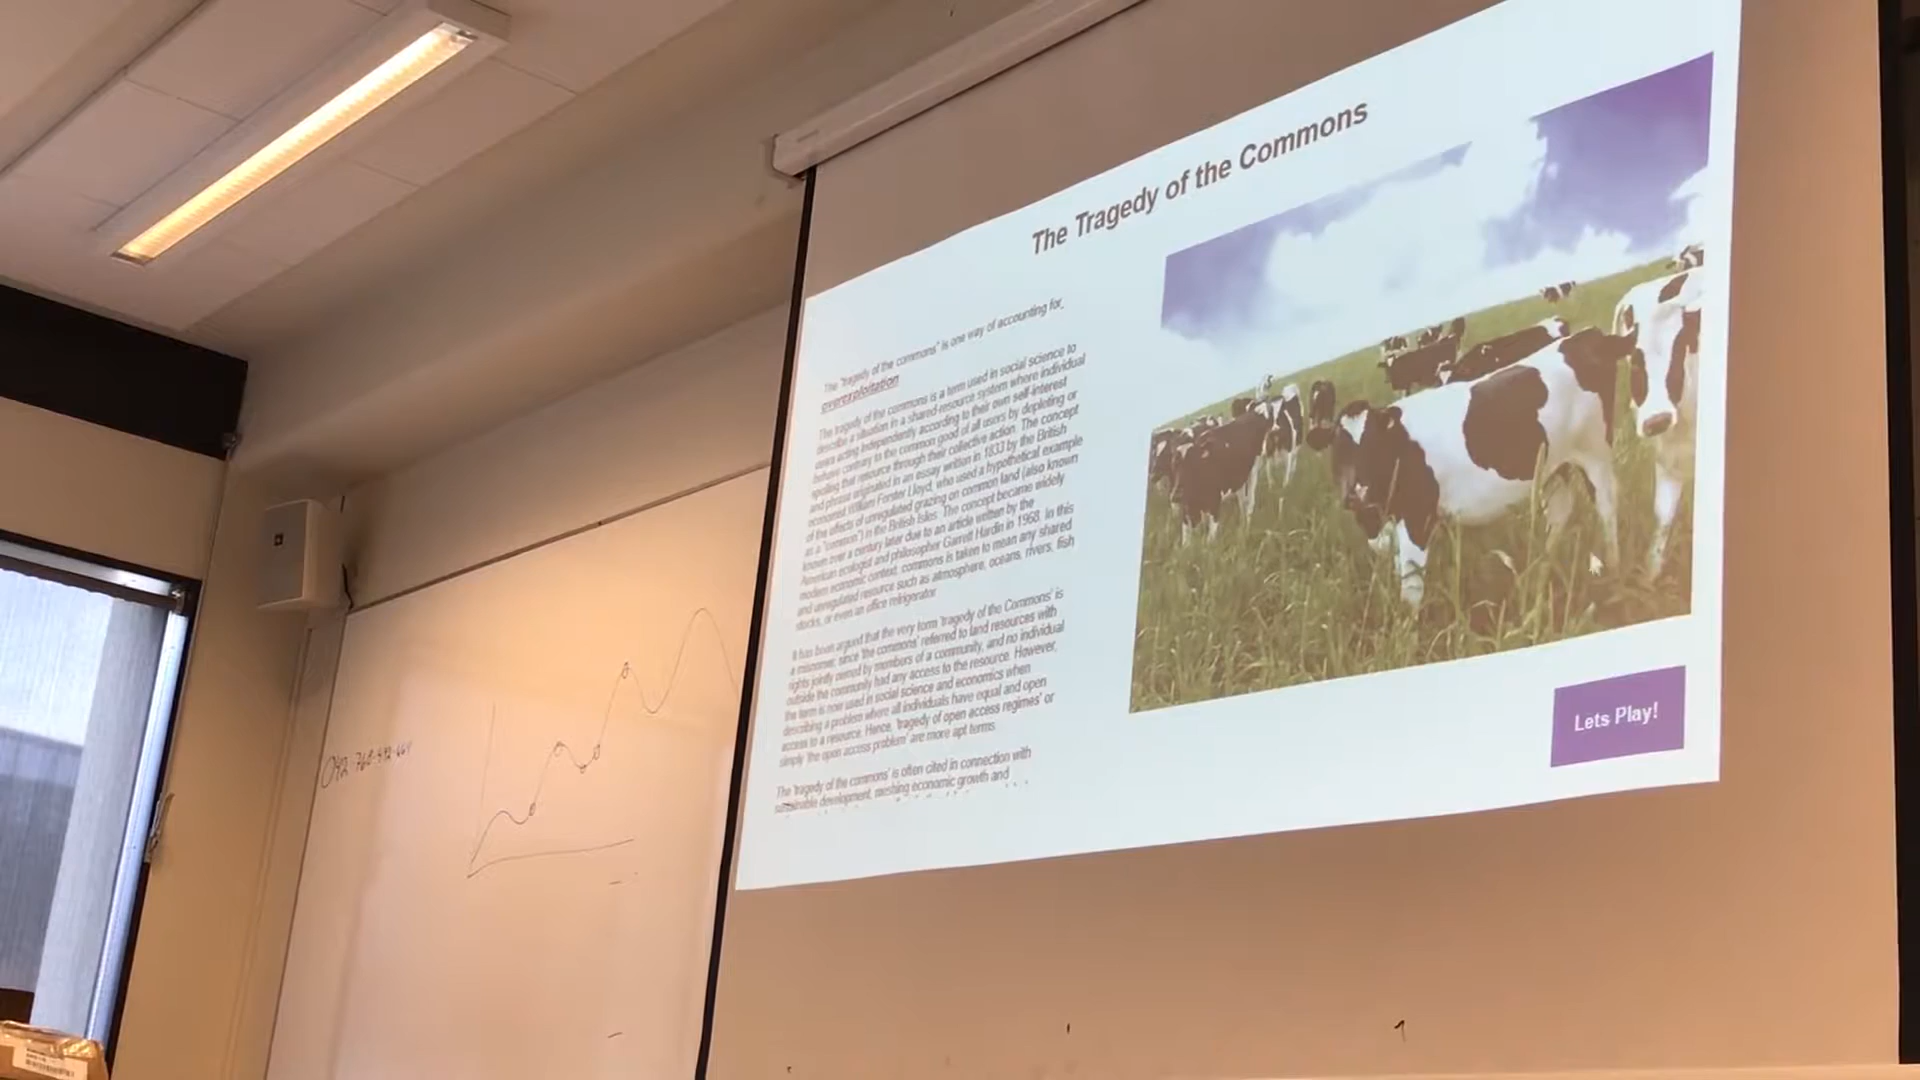 The Tragedy of the Commons
The "tragedy of the commons" is one way of accounting for
overexploitation
The tragedy of the commons is a term used in social science to
describe a situation in a shared-resource system where individual
users acting independently according to their own self-interest
behave contrary to the common good of all users by depleting or
spoiling that resource through their collective action. The concept
and phrase originated in an essay written in 1833 by the British
economist William Forster Lloyd, who used a hypothetical example
of the effects of unregulated grazing on common land (also known
as a "common") in the British Isles. The concept became widely
known over a century later due to an article written by the
American ecologist and philosopher Garrett Hardin in 1968. In this
modern economic context, commons is taken to mean any shared
and unregulated resource such as atmosphere, oceans, rivers, fish
stocks, or even an office refrigerator.
It has been argued that the very term 'tragedy of the Commons' is
a misnomer, since 'the commons' referred to land resources with
rights jointly owned by members of a community, and no individual
outside the community had any access to the resource. However,
the term is now used in social science and economics when
describing a problem where all individuals have equal and open
access to a resource. Hence, 'tragedy of open access regimes' or
simply 'the open access problem' are more apt terms.
The 'tragedy of the commons' is often cited in connection with
sustainable development, meshing economic growth and
Lets Play!